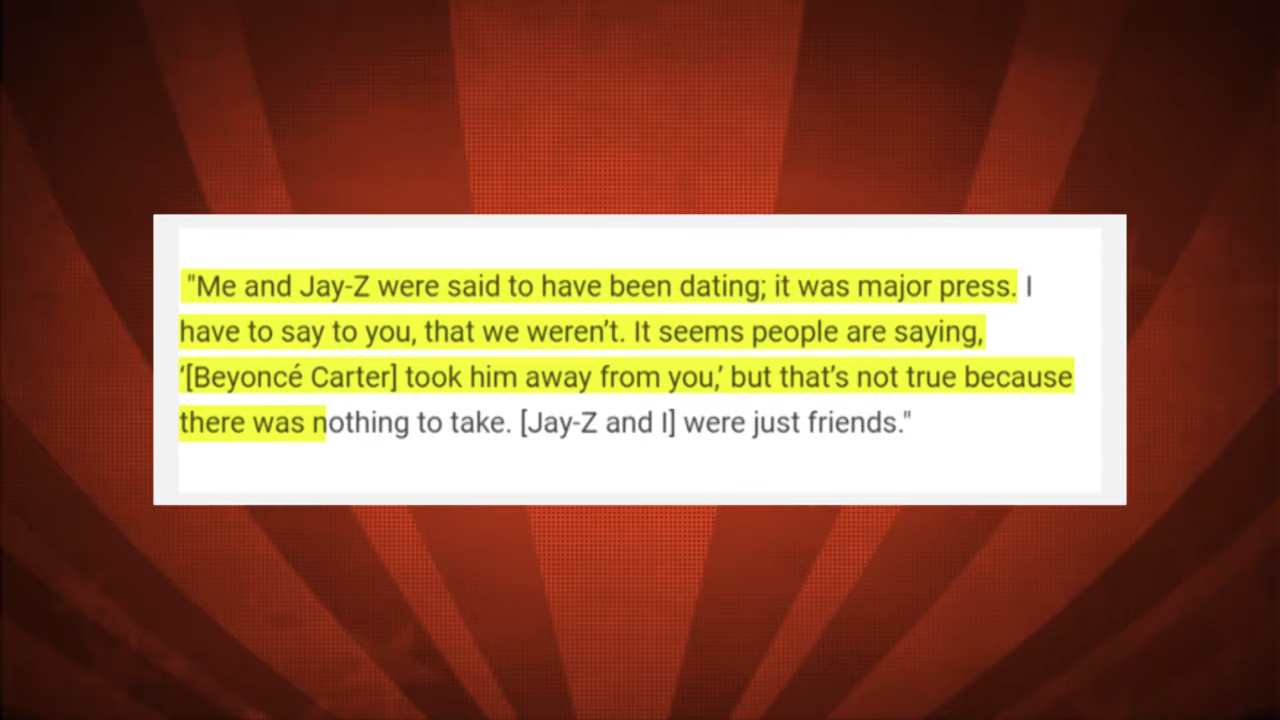 "Me and Jay-Z were said to have been dating; it was major press. I
have to say to you, that we weren’t. It seems people are saying,
‘[Beyoncé Carter] took him away from you,’ but that’s not true because
there was nothing to take. [Jay-Z and I] were just friends."